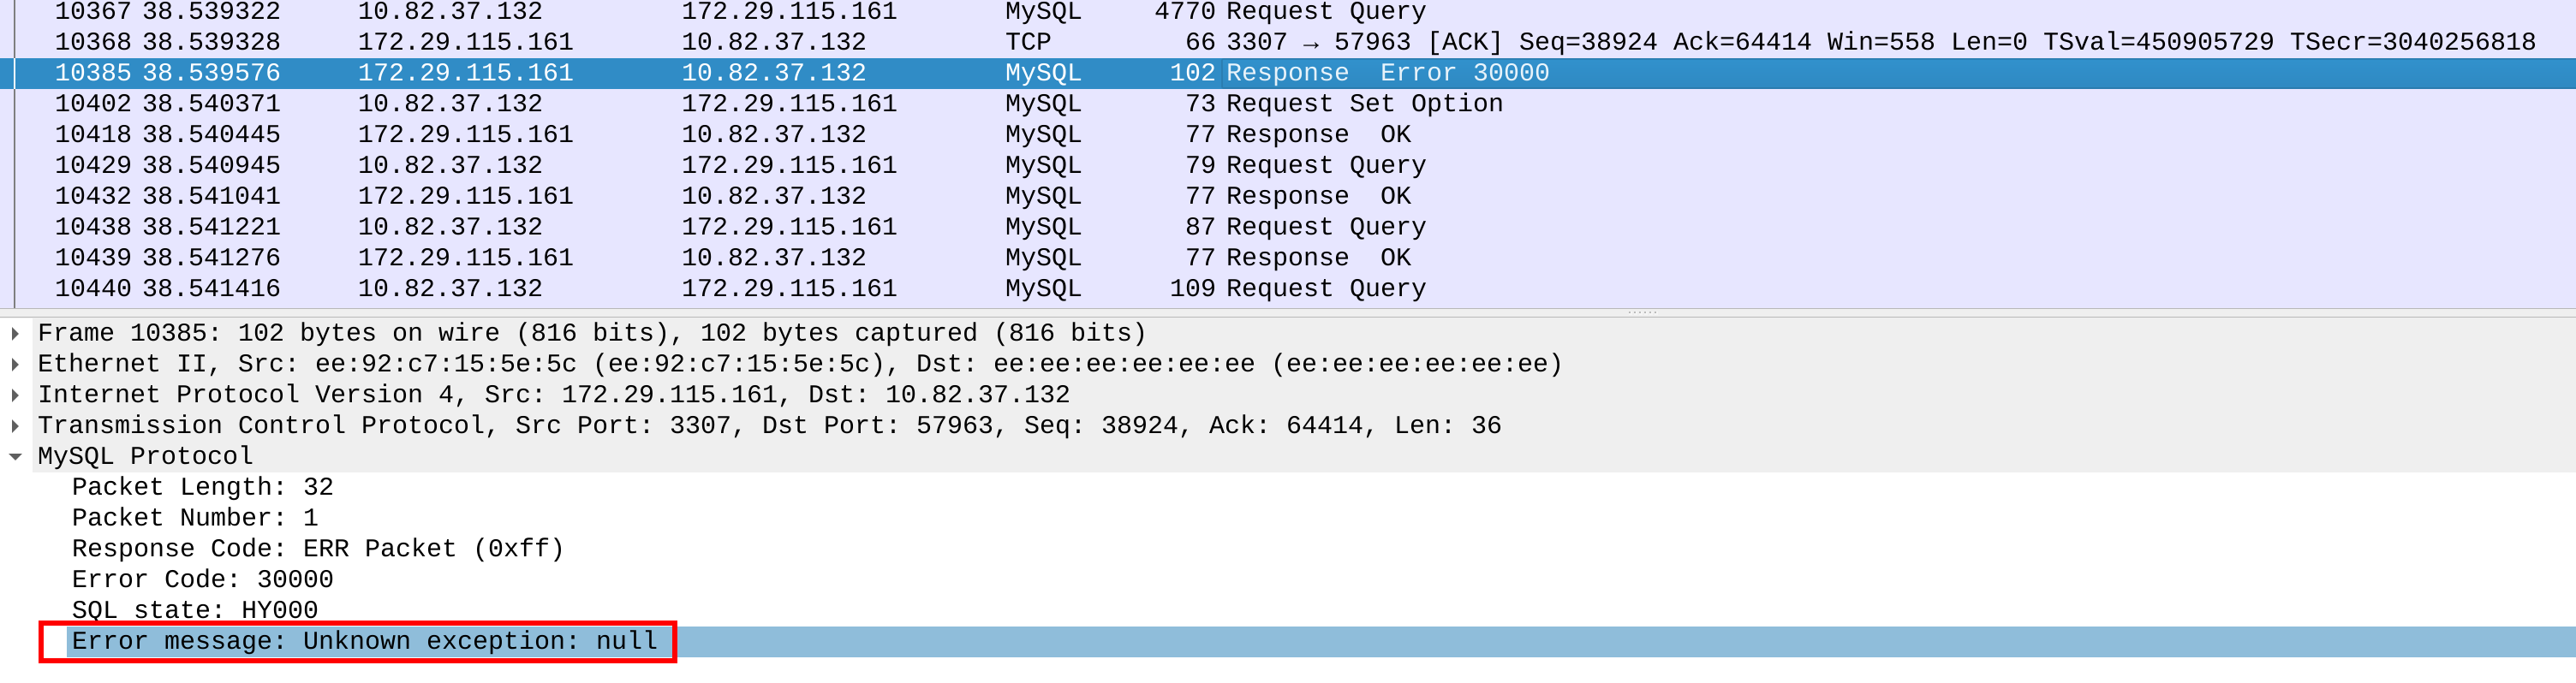 10367 38.539322 10.82.37.132 172.29.115.161 MySQL 4770 Request Query
10368 38.539328 172.29.115.161 10.82.37.132 TCP 66 3307 → 57963 [ACK] Seq=38924 Ack=64414 Win=558 Len=0 TSval=450905729 TSecr=3040256818
10385 38.539576 172.29.115.161 10.82.37.132 MySQL 102 Response  Error 30000
10402 38.540371 10.82.37.132 172.29.115.161 MySQL 73 Request Set Option
10418 38.540445 172.29.115.161 10.82.37.132 MySQL 77 Response  OK
10429 38.540945 10.82.37.132 172.29.115.161 MySQL 79 Request Query
10432 38.541041 172.29.115.161 10.82.37.132 MySQL 77 Response  OK
10438 38.541221 10.82.37.132 172.29.115.161 MySQL 87 Request Query
10439 38.541276 172.29.115.161 10.82.37.132 MySQL 77 Response  OK
10440 38.541416 10.82.37.132 172.29.115.161 MySQL 109 Request Query
Frame 10385: 102 bytes on wire (816 bits), 102 bytes captured (816 bits)
Ethernet II, Src: ee:92:c7:15:5e:5c (ee:92:c7:15:5e:5c), Dst: ee:ee:ee:ee:ee:ee (ee:ee:ee:ee:ee:ee)
Internet Protocol Version 4, Src: 172.29.115.161, Dst: 10.82.37.132
Transmission Control Protocol, Src Port: 3307, Dst Port: 57963, Seq: 38924, Ack: 64414, Len: 36
MySQL Protocol
Packet Length: 32
Packet Number: 1
Response Code: ERR Packet (0xff)
Error Code: 30000
SQL state: HY000
Error message: Unknown exception: null